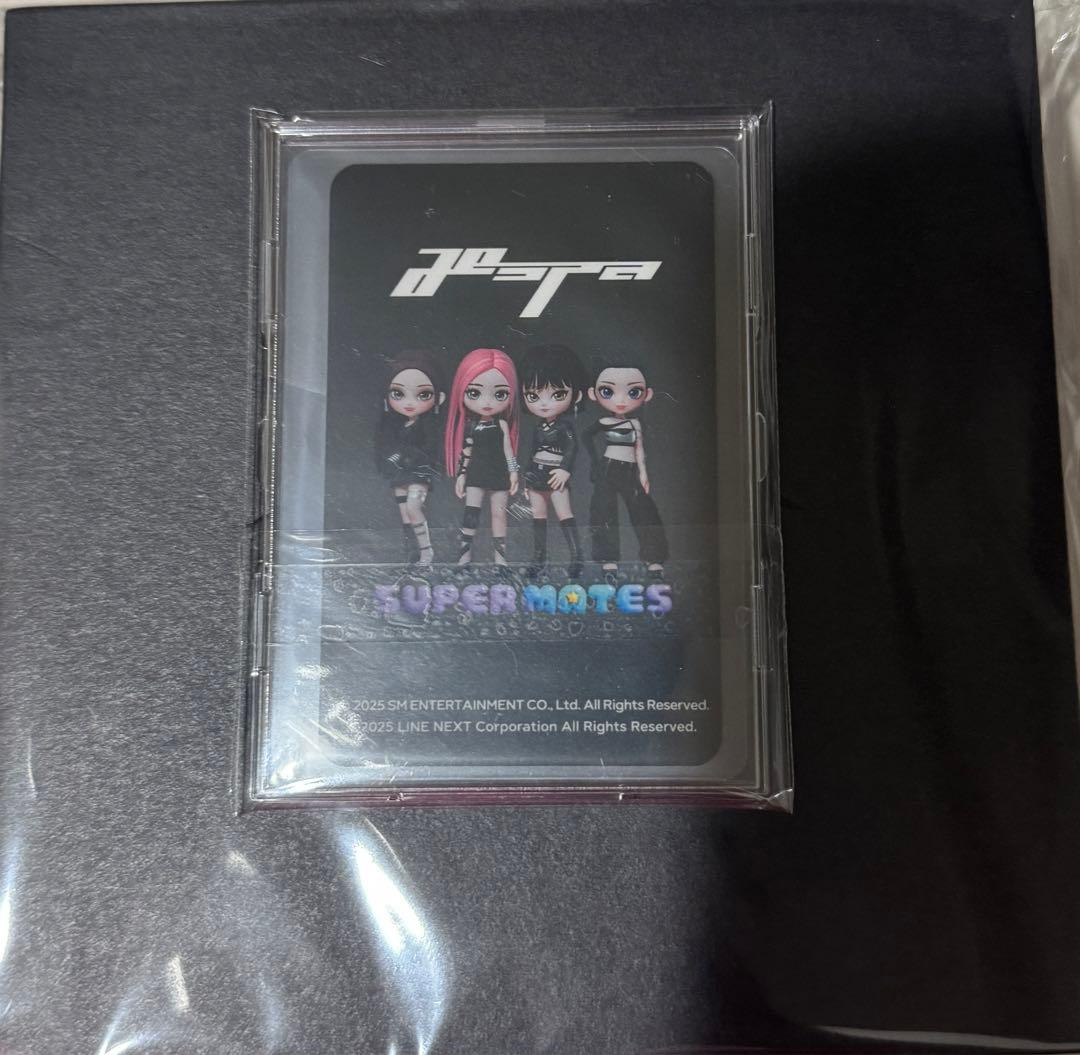 aespa
SUPERMATES
© 2025 SM ENTERTAINMENT CO., Ltd. All Rights Reserved.
©2025 LINE NEXT Corporation All Rights Reserved.